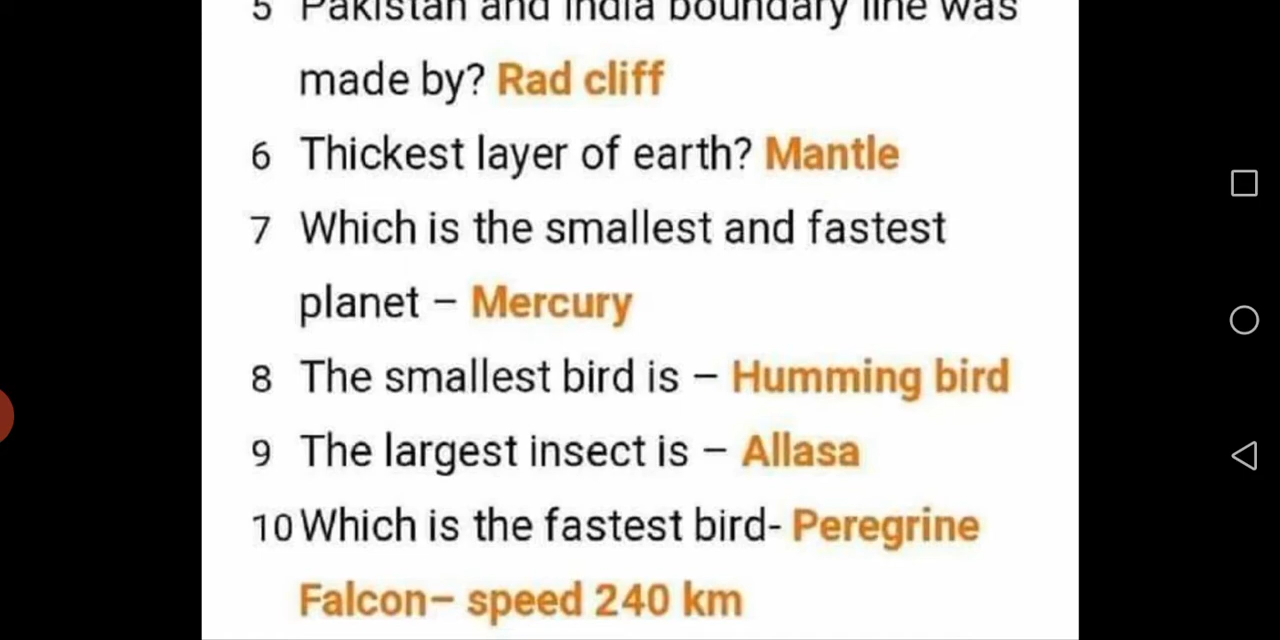 5 Pakistan and India boundary line was
made by? Rad cliff
6 Thickest layer of earth? Mantle
7 Which is the smallest and fastest
planet – Mercury
8 The smallest bird is – Humming bird
9 The largest insect is – Allasa
10 Which is the fastest bird- Peregrine
Falcon– speed 240 km